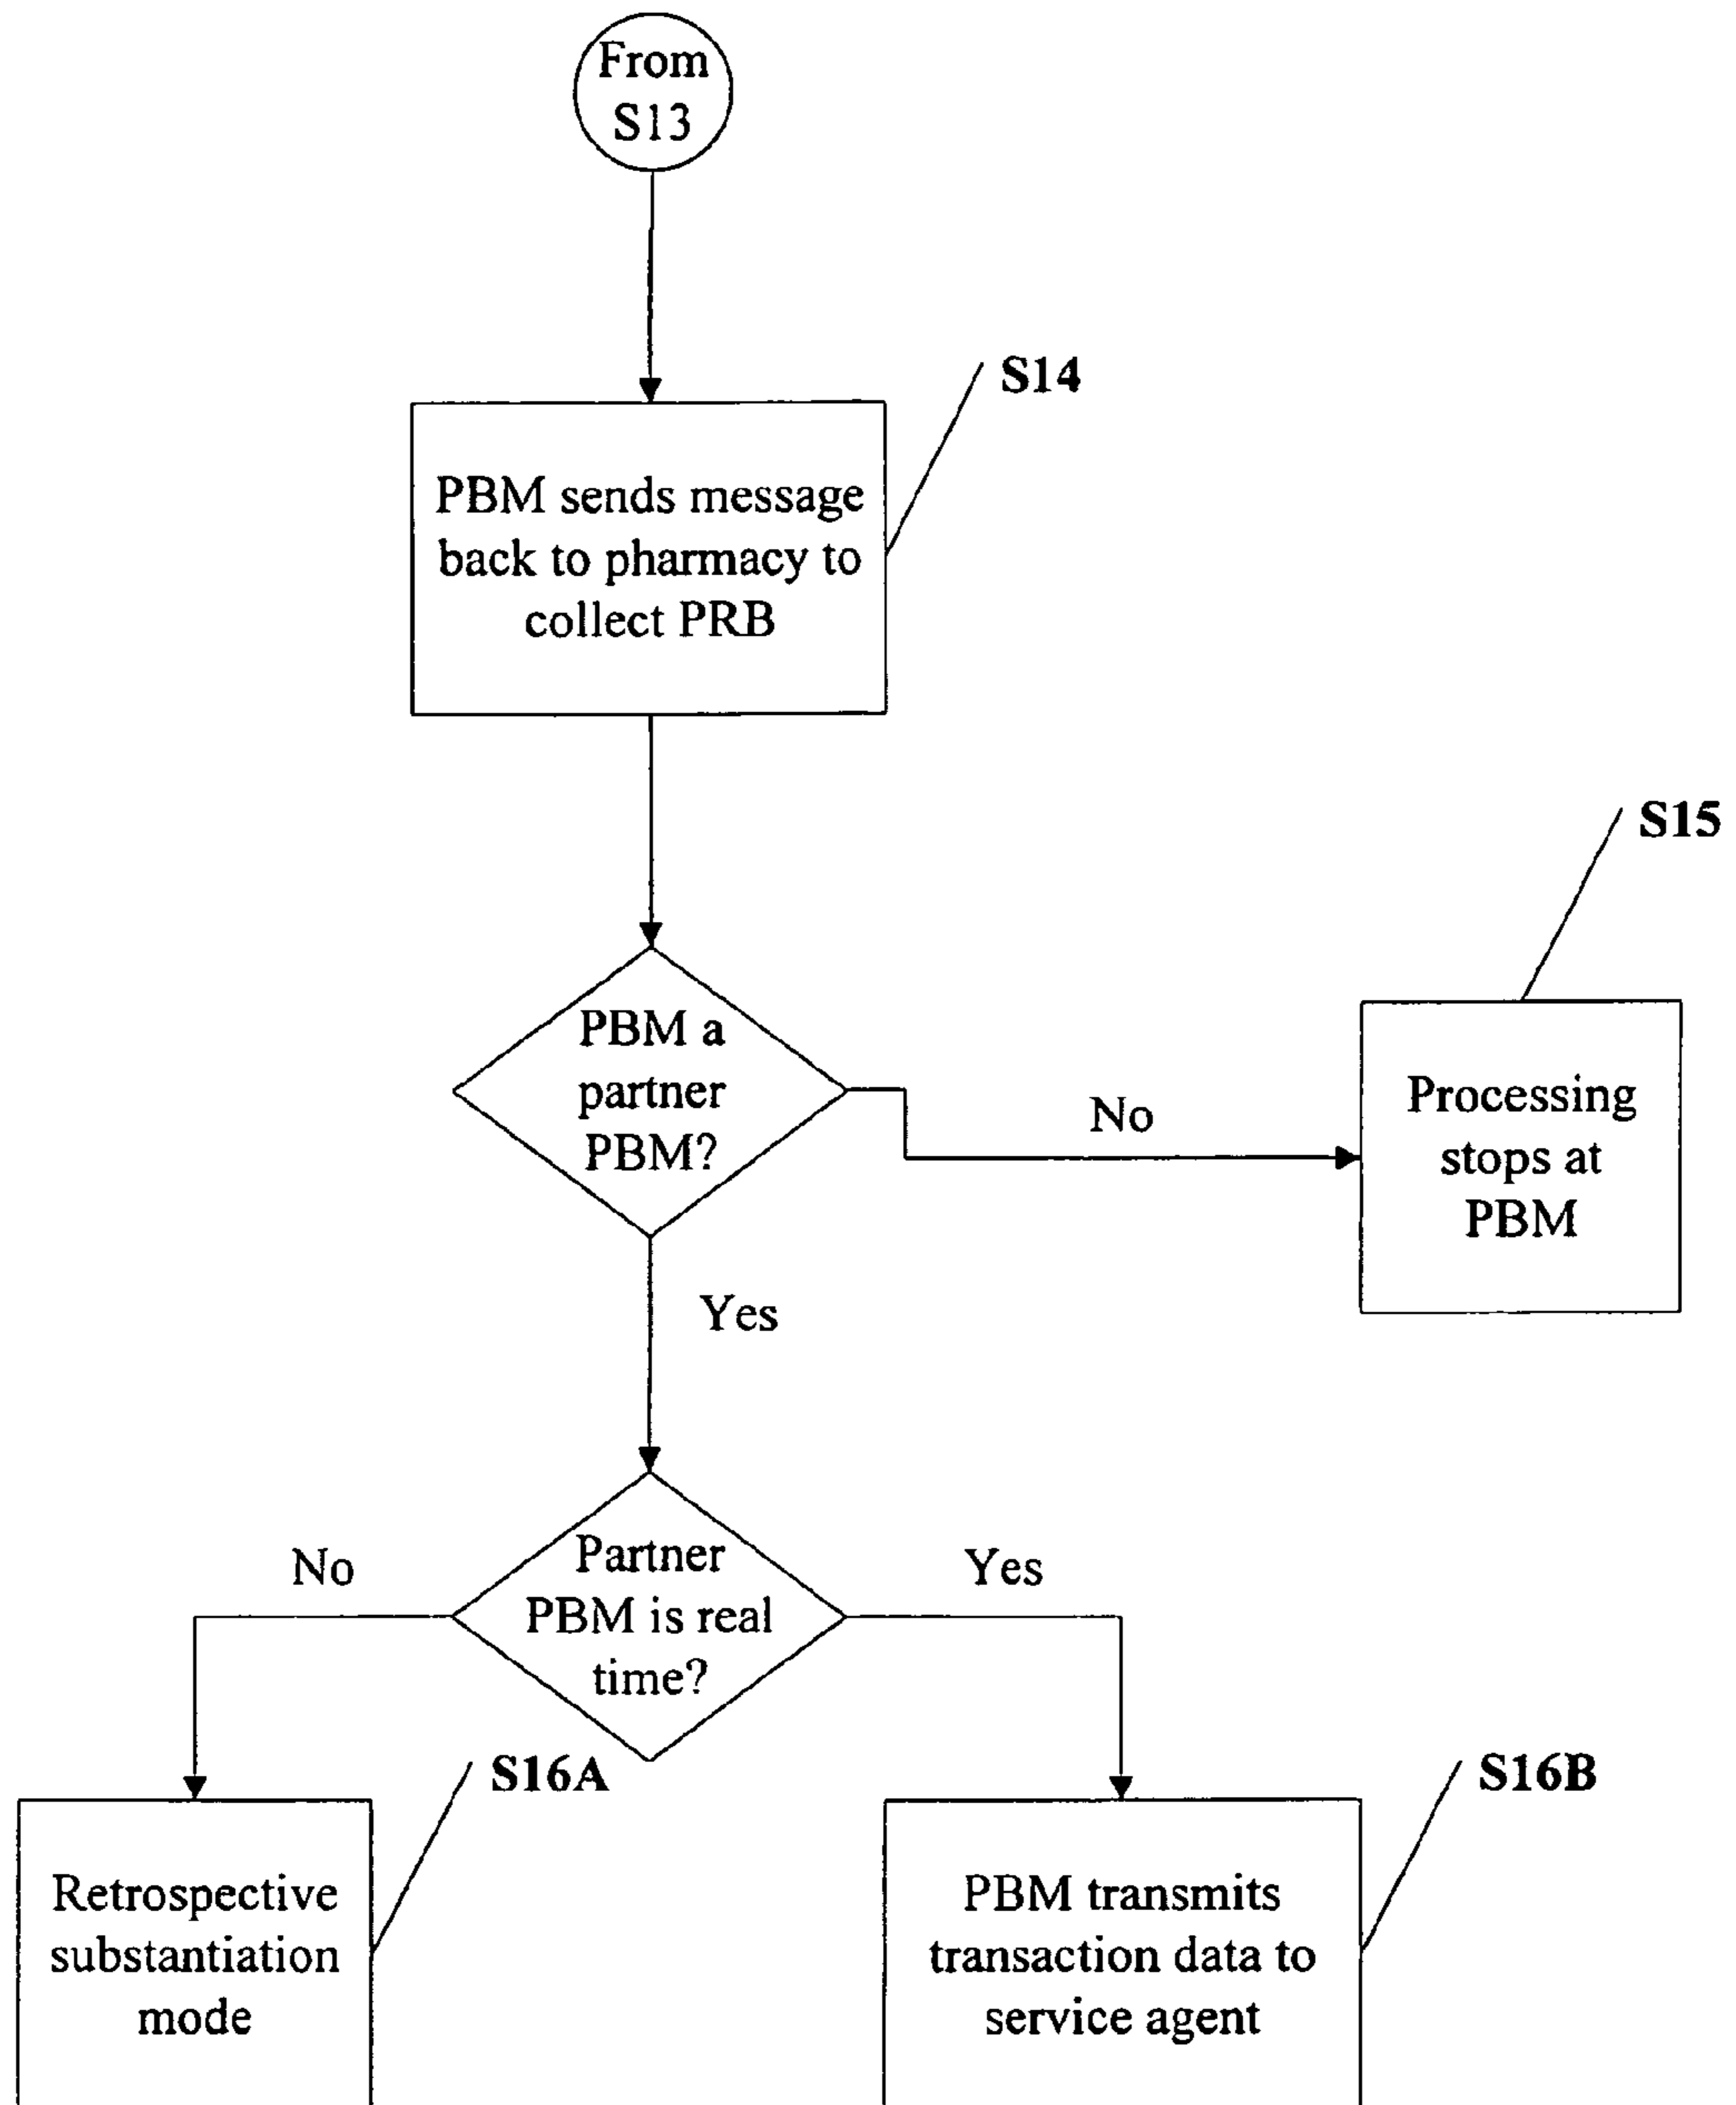 From
S13
S14
PBM sends message
back to pharmacy to
collect PRB
S15
PBM a
partner
PBM?
No
Processing
stops at
PBM
Yes
No
Partner
PBM is real
time?
Yes
S16A
S16B
Retrospective
substantiation
mode
PBM transmits
transaction data to
service agent